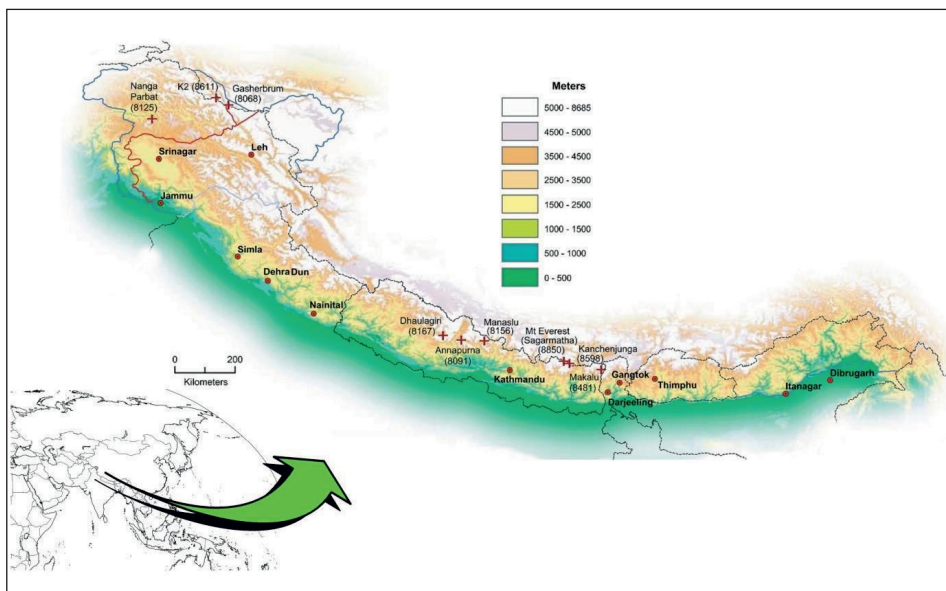 K2 (8611)
Gasherbrum
(8068)
Nanga
Parbat
(8125)
Srinagar
Leh
Jammu
Simla
Dehra Dun
Nainital
Dhaulagiri
(8167)
Annapurna
(8091)
Manaslu
(8156)
Mt Everest
(Sagarmatha)
(8850)
Kanchenjunga
(8598)
Makalu
(8481)
Kathmandu
Gangtok
Darjeeling
Thimphu
Itanagar
Dibrugarh
Meters
5000 - 8685
4500 - 5000
3500 - 4500
2500 - 3500
1500 - 2500
1000 - 1500
500 - 1000
0 - 500
0 200
Kilometers